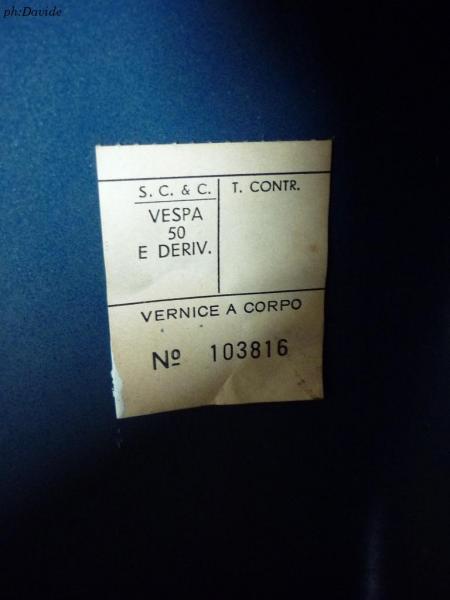 ph:Davide
S. C. & C.
T. CONTR.
VESPA
50
E DERIV.
VERNICE A CORPO
Nº 103816